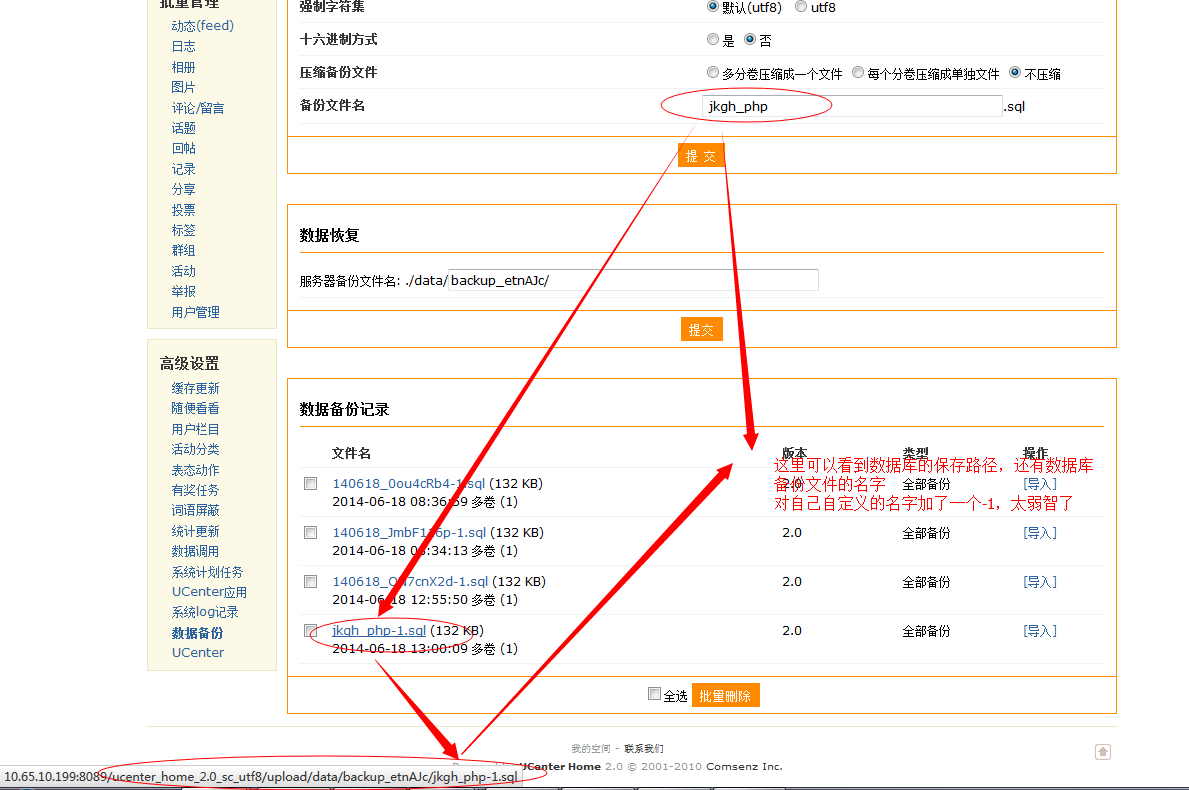 批量管理
动态(feed)
日志
相册
图片
评论/留言
话题
回帖
记录
分享
投票
标签
群组
活动
举报
用户管理
高级设置
缓存更新
随便看看
用户栏目
活动分类
表态动作
有奖任务
词语屏蔽
统计更新
数据调用
系统计划任务
UCenter应用
系统log记录
数据备份
UCenter
强制字符集 默认(utf8) utf8
十六进制方式 是 否
压缩备份文件 多分卷压缩成一个文件 每个分卷压缩成单独文件 不压缩
备份文件名 jkgh_php .sql
提 交
数据恢复
服务器备份文件名: ./data/ backup_etnAJc/
提交
数据备份记录
文件名 版本 类型 操作
这里可以看到数据库的保存路径，还有数据库
备份文件的名字
对自己自定义的名字加了一个-1，太弱智了
140618_0ou4cRb4-1.sql (132 KB) 2.0 全部备份 [导入]
2014-06-18 08:36:59 多卷 (1)
(132 KB) 2.0 全部备份 [导入]
2014-06-18 多卷 (1)
(132 KB) 2.0 全部备份 [导入]
2014-06-18 12:55:50 多卷 (1)
jkgh_php-1.sql (132 KB) 2.0 全部备份 [导入]
2014-06-18 13:00:09 多卷 (1)
全选 批量删除
我的空间 - 联系我们
UCenter Home 2.0 © 2001-2010 Comsenz Inc.
10.65.10.199:8089/ucenter_home_2.0_sc_utf8/upload/data/backup_etnAJc/jkgh_php-1.sql